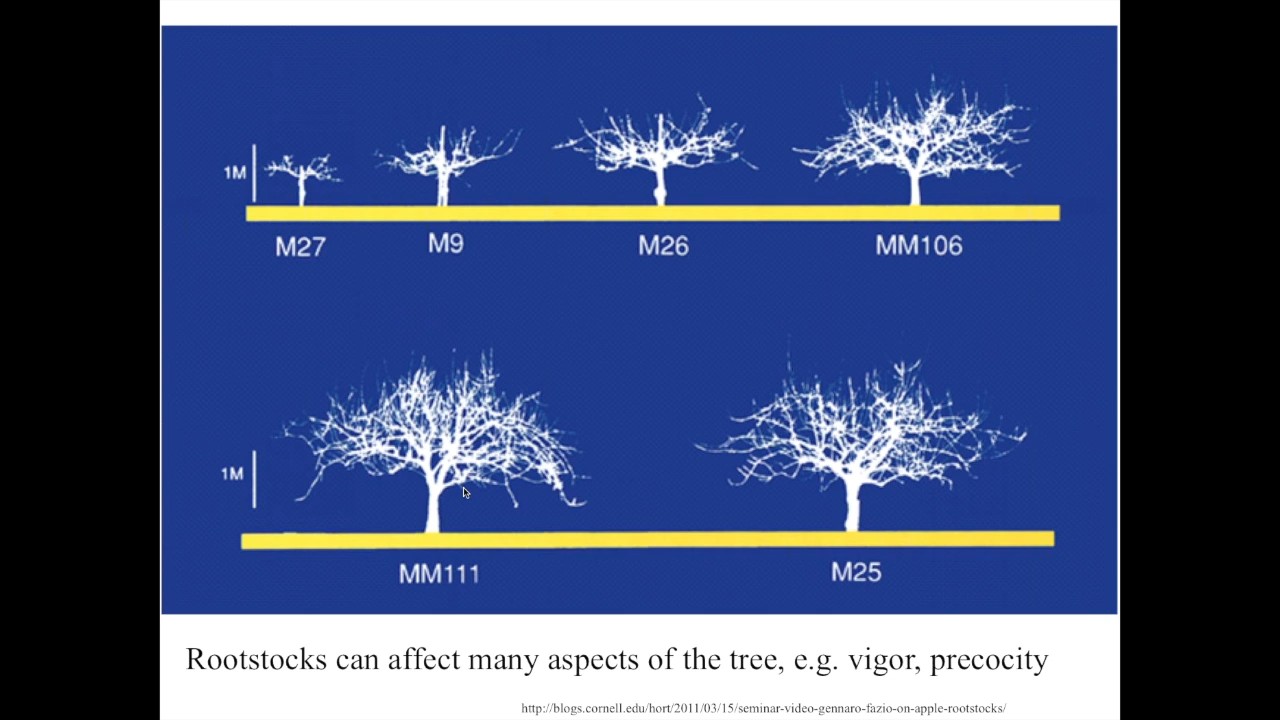 1M
M27
M9
M26
MM106
1M
MM111
M25
Rootstocks can affect many aspects of the tree, e.g. vigor, precocity
http://blogs.cornell.edu/hort/2011/03/15/seminar-video-gennaro-fazio-on-apple-rootstocks/